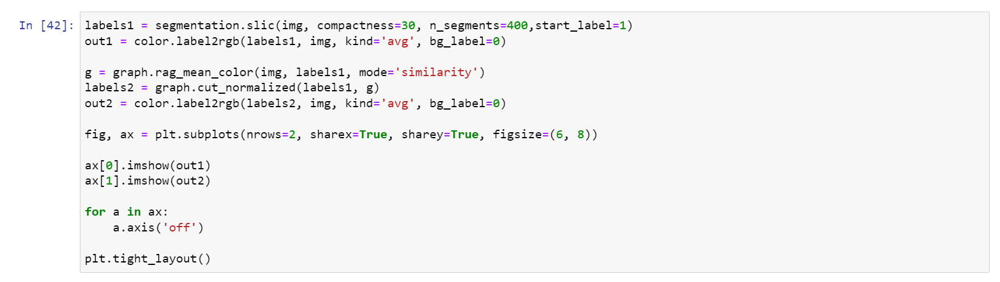 In [42]: labels1 = segmentation.slic(img, compactness=30, n_segments=400,start_label=1)
out1 = color.label2rgb(labels1, img, kind='avg', bg_label=0)
g = graph.rag_mean_color(img, labels1, mode='similarity')
labels2 = graph.cut_normalized(labels1, g)
out2 = color.label2rgb(labels2, img, kind='avg', bg_label=0)
fig, ax = plt.subplots(nrows=2, sharex=True, sharey=True, figsize=(6, 8))
ax[0].imshow(out1)
ax[1].imshow(out2)
for a in ax:
    a.axis('off')
plt.tight_layout()